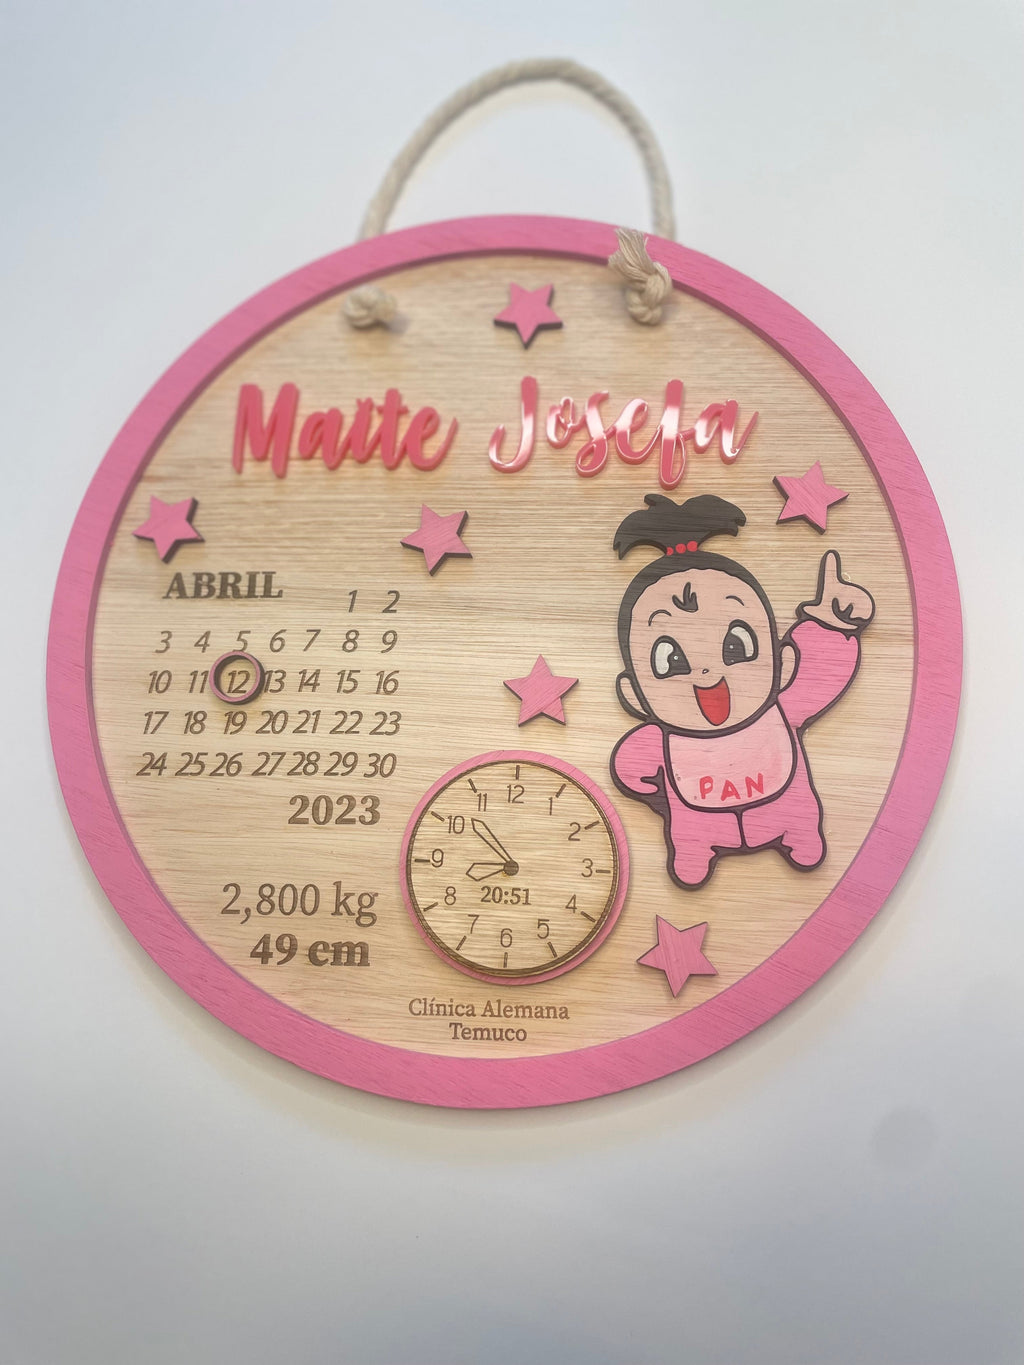 Maite Josefa
ABRIL
1 2
3 4 5 6 7 8 9
10 11 12 13 14 15 16
17 18 19 20 21 22 23
24 25 26 27 28 29 30
2023
2,800 kg
49 cm
12
11 1
10 2
9 3
8 4
7 5
6
20:51
PAN
Clínica Alemana
Temuco